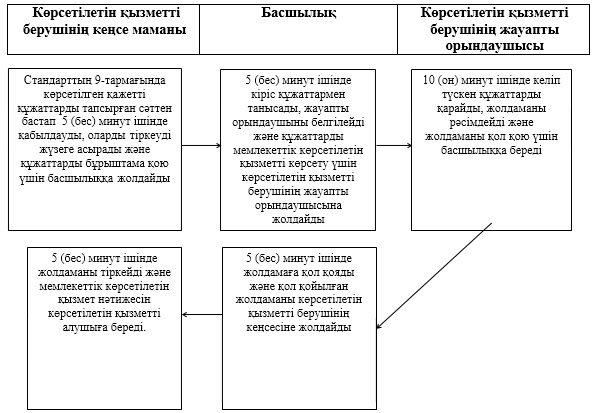 Көрсетілетін қызметті
берушінің кеңсе маманы
Басшылық
Көрсетілетін қызметті
берушінің жауапты
орындаушысы
Стандарттың 9-тармағында
көрсетілген қажетті
құжаттарды тапсырған сәттен
бастап 5 (бес) минут ішінде
қабылдауды, оларды тіркеуді
жүзеге асырады және
құжаттарды бұрыштама қою
үшін басшылыққа жолдайды
5 (бес) минут ішінде
кіріс құжаттармен
танысады, жауапты
орындаушыны белгілейді
және құжаттарды
мемлекеттік көрсетілетін
қызметті көрсету үшін
көрсетілетін қызметті
берушінің жауапты
орындаушысына
жолдайды
10 (он) минут ішінде келіп
түскен құжаттарды
қарайды, жолдаманы
рәсімдейді және
жолдаманы қол қою үшін
басшылыққа береді
5 (бес) минут ішінде
жолдаманы тіркейді және
мемлекеттік көрсетілетін
қызмет нәтижесін
көрсетілетін қызметті
алушыға береді.
5 (бес) минут ішінде
жолдамаға қол қояды
және қол қойылған
жолдаманы көрсетілетін
қызметті берушінің
кеңсесіне жолдайды